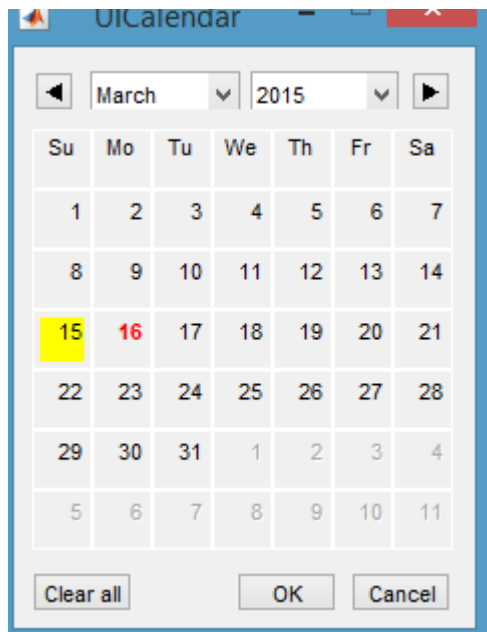 UICalendar
March 2015
Su Mo Tu We Th Fr Sa
1 2 3 4 5 6 7
8 9 10 11 12 13 14
15 16 17 18 19 20 21
22 23 24 25 26 27 28
29 30 31 1 2 3 4
5 6 7 8 9 10 11
Clear all OK Cancel